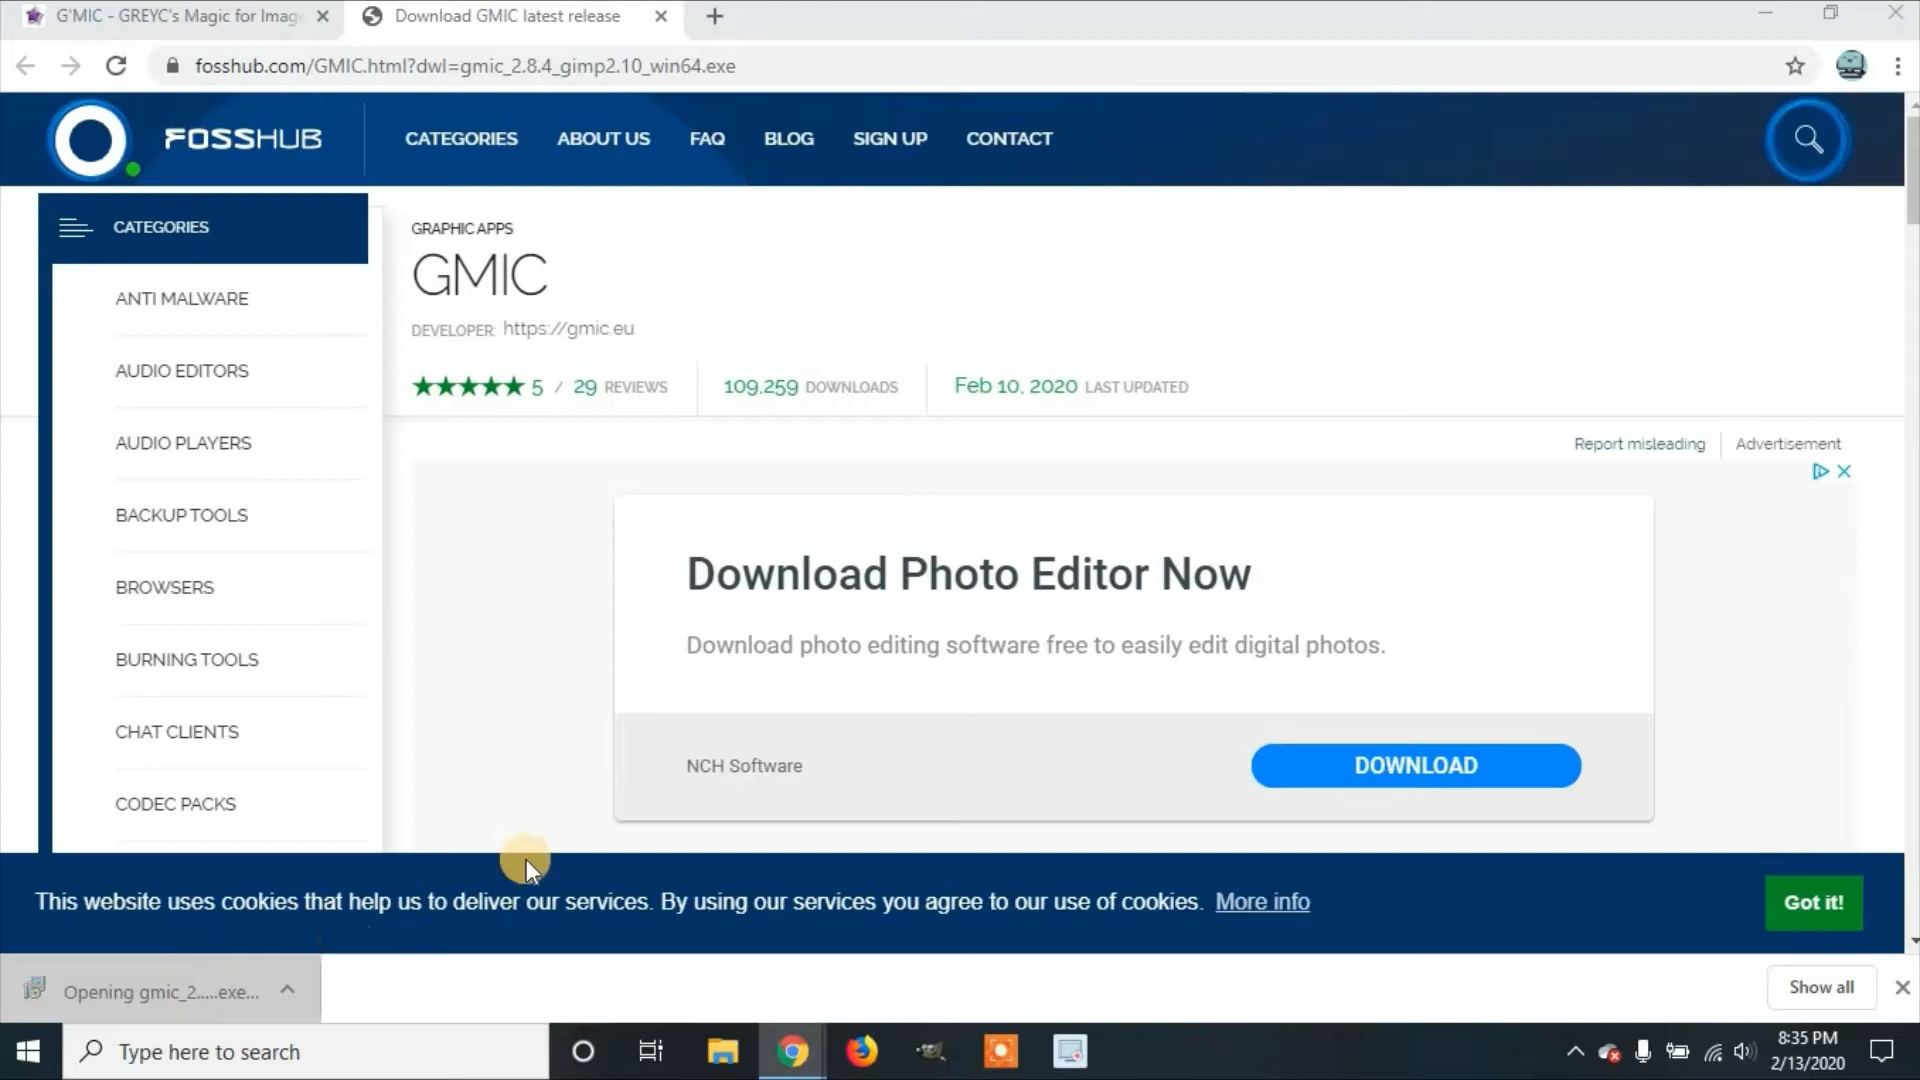 G'MIC - GREYC's Magic for Imag
Download GMIC latest release
fosshub.com/GMIC.html?dwl=gmic_2.8.4_gimp2.10_win64.exe
FOSSHUB
CATEGORIES
ABOUT US
FAQ
BLOG
SIGN UP
CONTACT
CATEGORIES
ANTI MALWARE
AUDIO EDITORS
AUDIO PLAYERS
BACKUP TOOLS
BROWSERS
BURNING TOOLS
CHAT CLIENTS
CODEC PACKS
GRAPHIC APPS
GMIC
DEVELOPER: https://gmic.eu
5 / 29 REVIEWS
109,259 DOWNLOADS
Feb 10, 2020 LAST UPDATED
Report misleading
Advertisement
Download Photo Editor Now
Download photo editing software free to easily edit digital photos.
NCH Software
DOWNLOAD
This website uses cookies that help us to deliver our services. By using our services you agree to our use of cookies. More info
Got it!
Opening gmic_2.....exe...
Show all
Type here to search
8:35 PM
2/13/2020